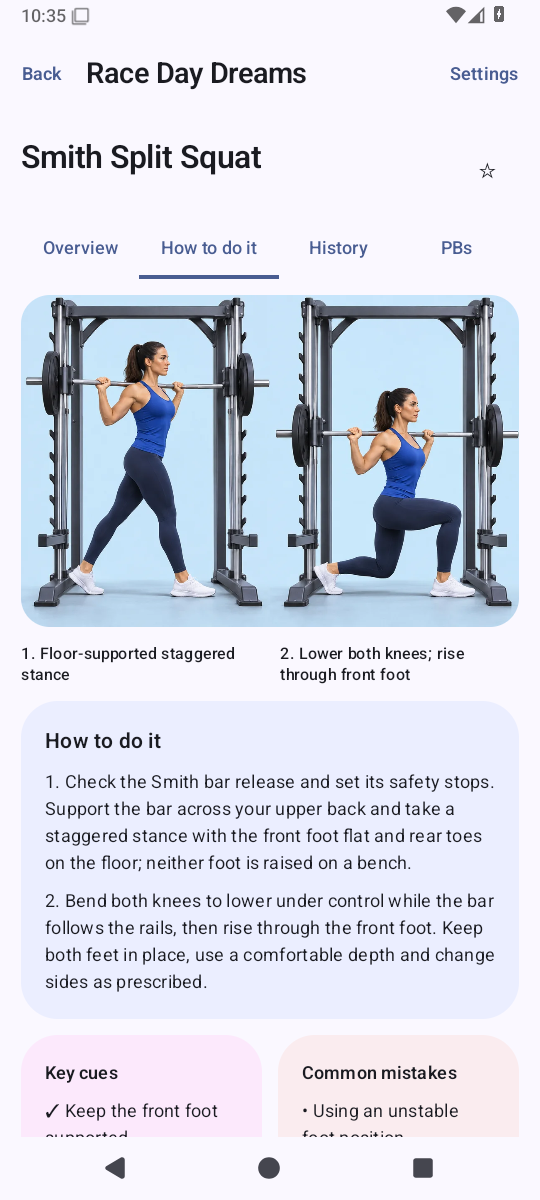 10:35
Back Race Day Dreams Settings
Smith Split Squat
☆
Overview How to do it History PBs
1. Floor-supported staggered
stance
2. Lower both knees; rise
through front foot
How to do it
1. Check the Smith bar release and set its safety stops.
Support the bar across your upper back and take a
staggered stance with the front foot flat and rear toes
on the floor; neither foot is raised on a bench.
2. Bend both knees to lower under control while the bar
follows the rails, then rise through the front foot. Keep
both feet in place, use a comfortable depth and change
sides as prescribed.
Key cues
✓ Keep the front foot
supported
Common mistakes
• Using an unstable
foot position